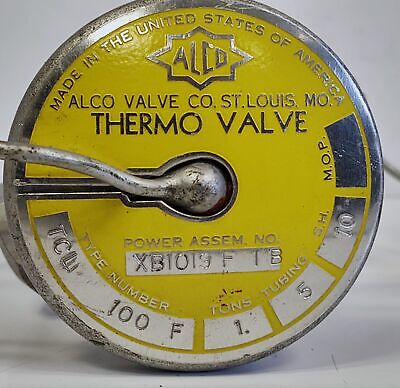 MADE IN THE UNITED STATES OF AMERICA
ALCO
ALCO VALVE CO. ST. LOUIS, MO.
THERMO VALVE
POWER ASSEM. NO.
XB1019 F 1B
TCW 100 F
TYPE NUMBER
1.
TONS
5
TUBING
10
S.H.
M.O.P.